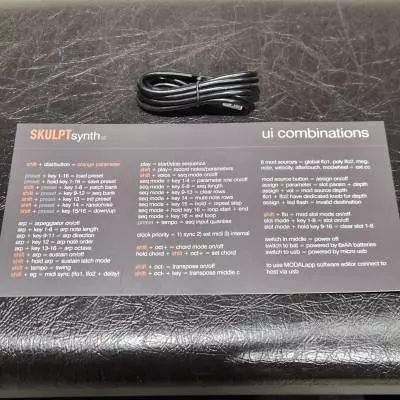 SKULPTsynth
ui combinations
shift + dist button = orange parameter
preset + key 1-16 = load preset
preset + hold key 1-16 = save preset
shift + preset + key 1-8 = patch bank
shift + preset + key 9-12 = seq bank
shift + preset + key 13 = init preset
shift + preset + key 14 = randomise
shift + preset + key 15/16 = down/up
arp = arpeggiator on/off
arp + key 1-8 = arp note length
arp + key 9-11 = arp direction
arp + key 12 = arp note order
arp + key 13-16 = arp octave
shift + arp = sustain on/off
shift + hold arp = sustain latch mode
shift + tempo = swing
shift + eg = midi sync (lfo1, lfo2 + delay)
play = start/stop sequence
shift + play = record notes/parameters
shift + voice = seq mode on/off
seq mode + key 1-4 = parameter row on/off
seq mode + key 5-8 = seq length
seq mode + key 9-13 = clear rows
seq mode + key 14 = mute note rows
seq mode + key 15 = hold + repeat step
seq mode + hold key 16 = loop start + end
seq mode + key 16 = exit loop
preset + tempo = seq input quantise
clock priority = 1) sync 2) ext midi 3) internal
shift + oct + = chord mode on/off
hold chord + shift + oct+ = set chord
shift + oct- = transpose on/off
shift + oct- + key = transpose middle c
8 mod sources = global lfo1, poly lfo2, meg,
note, velocity, aftertouch, modwheel + ext cc
mod source button = assign on/off
assign + parameter = mod slot + depth
assign + vel = mod source depth
lfo1 + lfo2 have dedicated knob for depth
assign + led flash = invalid destination
shift + lfo = mod slot mode on/off
mod slot + key 1-8 = slot on/off
mod slot + hold key 9-16 = clear slot 1-8
switch in middle = power off
switch to bat = powered by 6xAA batteries
switch to usb = powered by micro usb
to use MODALapp software editor connect to
host via usb